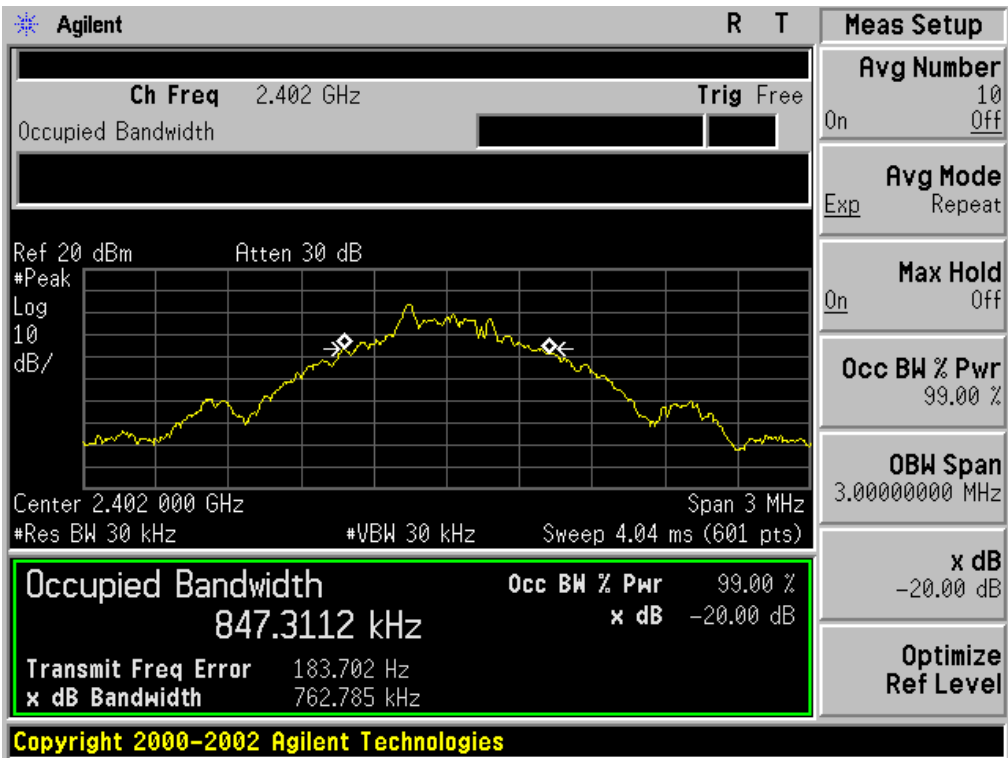 Agilent R T
Ch Freq 2.402 GHz Trig Free
Occupied Bandwidth
Ref 20 dBm Atten 30 dB
#Peak
Log
10
dB/
Center 2.402 000 GHz Span 3 MHz
#Res BW 30 kHz #VBW 30 kHz Sweep 4.04 ms (601 pts)
Occupied Bandwidth Occ BW % Pwr 99.00 %
847.3112 kHz x dB -20.00 dB
Transmit Freq Error 183.702 Hz
x dB Bandwidth 762.785 kHz
Copyright 2000-2002 Agilent Technologies
Meas Setup
Avg Number
10
On Off
Avg Mode
Exp Repeat
Max Hold
On Off
Occ BW % Pwr
99.00 %
OBW Span
3.00000000 MHz
x dB
-20.00 dB
Optimize
Ref Level